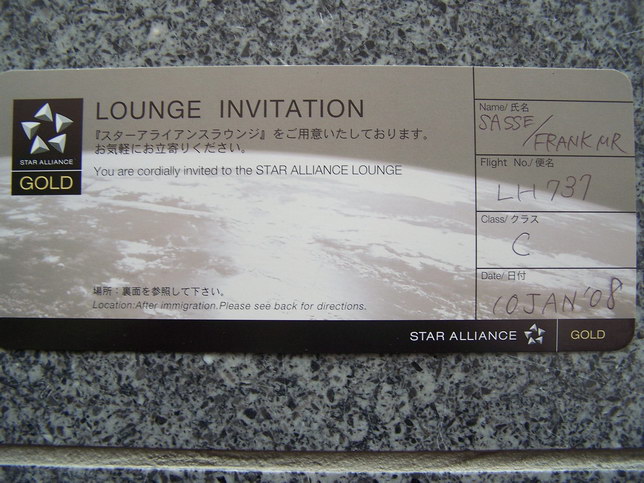 STAR ALLIANCE
GOLD
LOUNGE INVITATION
『スターアライアンスラウンジ』をご用意いたしております。
お気軽にお立寄りください。
You are cordially invited to the STAR ALLIANCE LOUNGE
場所：裏面を参照して下さい。
Location:After immigration.Please see back for directions.
Name/ 氏名
SASSE/
FRANK MR
Flight No./便名
LH 737
Class/ クラス
C
Date/ 日付
10 JAN '08
STAR ALLIANCE GOLD